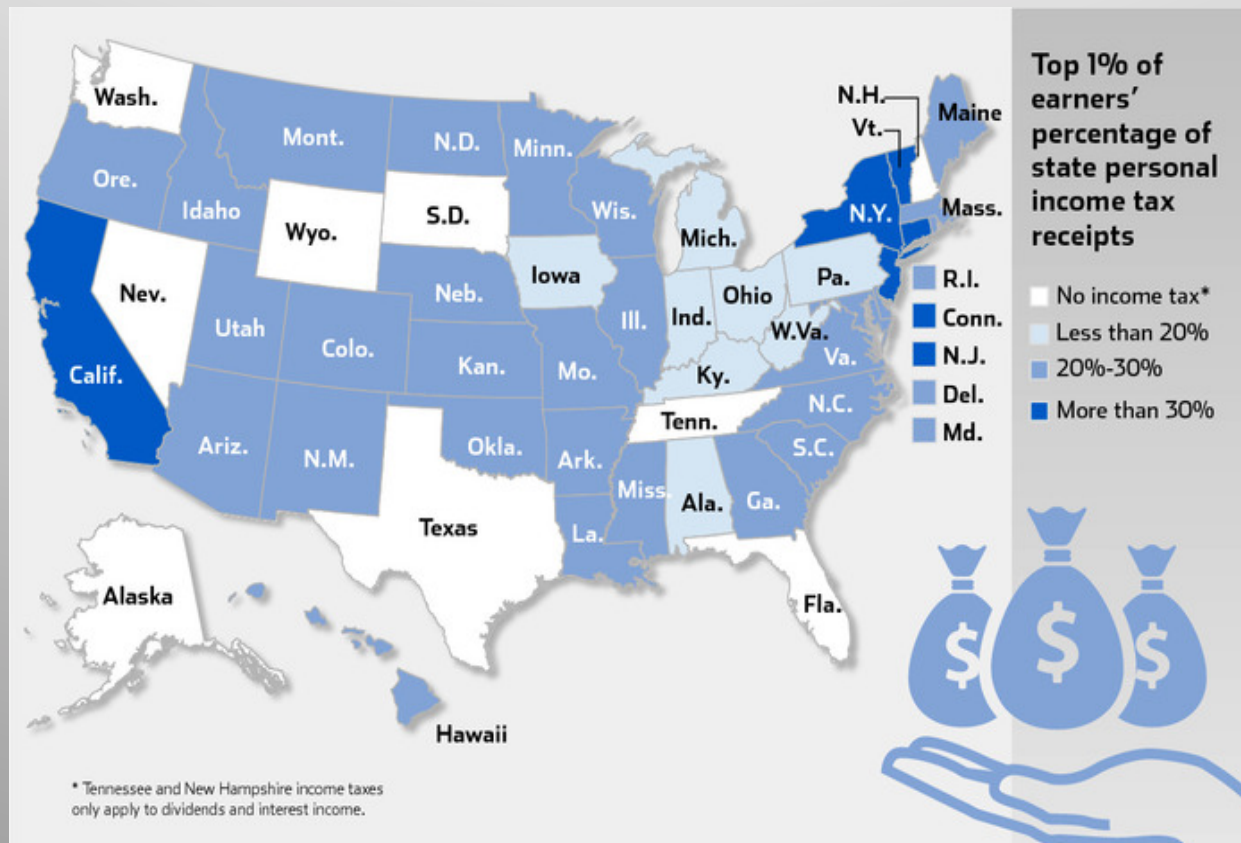 Wash.
Mont.
N.D.
Minn.
N.H.
Vt.
Maine
Ore.
Idaho
Wyo.
S.D.
Wis.
Mich.
N.Y.
Mass.
Nev.
Utah
Colo.
Neb.
Iowa
Ill.
Ind.
Ohio
Pa.
W.Va.
Va.
Calif.
Kan.
Mo.
Ky.
Ariz.
N.M.
Okla.
Ark.
Tenn.
N.C.
S.C.
Texas
La.
Miss.
Ala.
Ga.
Fla.
Alaska
Hawaii
R.I.
Conn.
N.J.
Del.
Md.
* Tennessee and New Hampshire income taxes
only apply to dividends and interest income.
Top 1% of
earners'
percentage of
state personal
income tax
receipts
No income tax*
Less than 20%
20%-30%
More than 30%
$
$
$